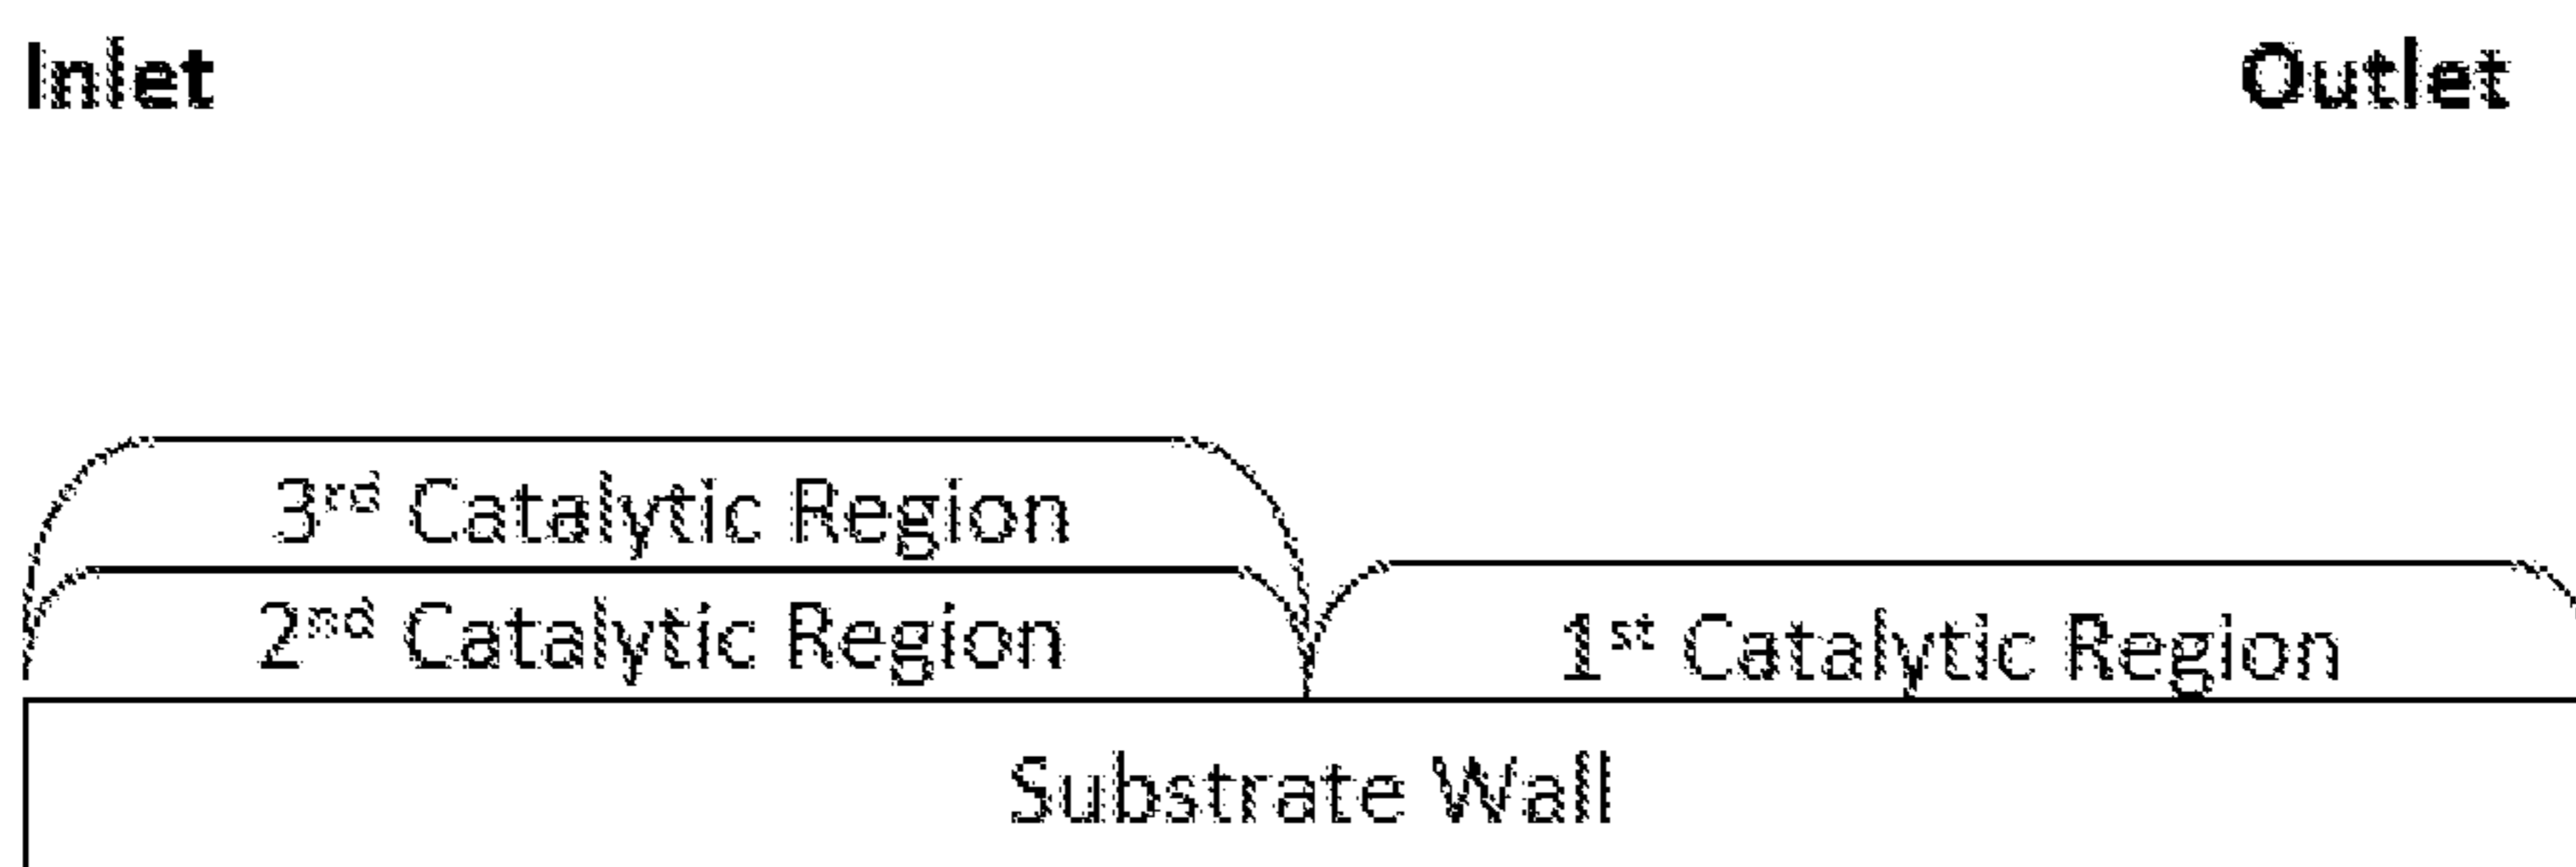 Inlet
Outlet
3rd Catalytic Region
2nd Catalytic Region
1st Catalytic Region
Substrate Wall